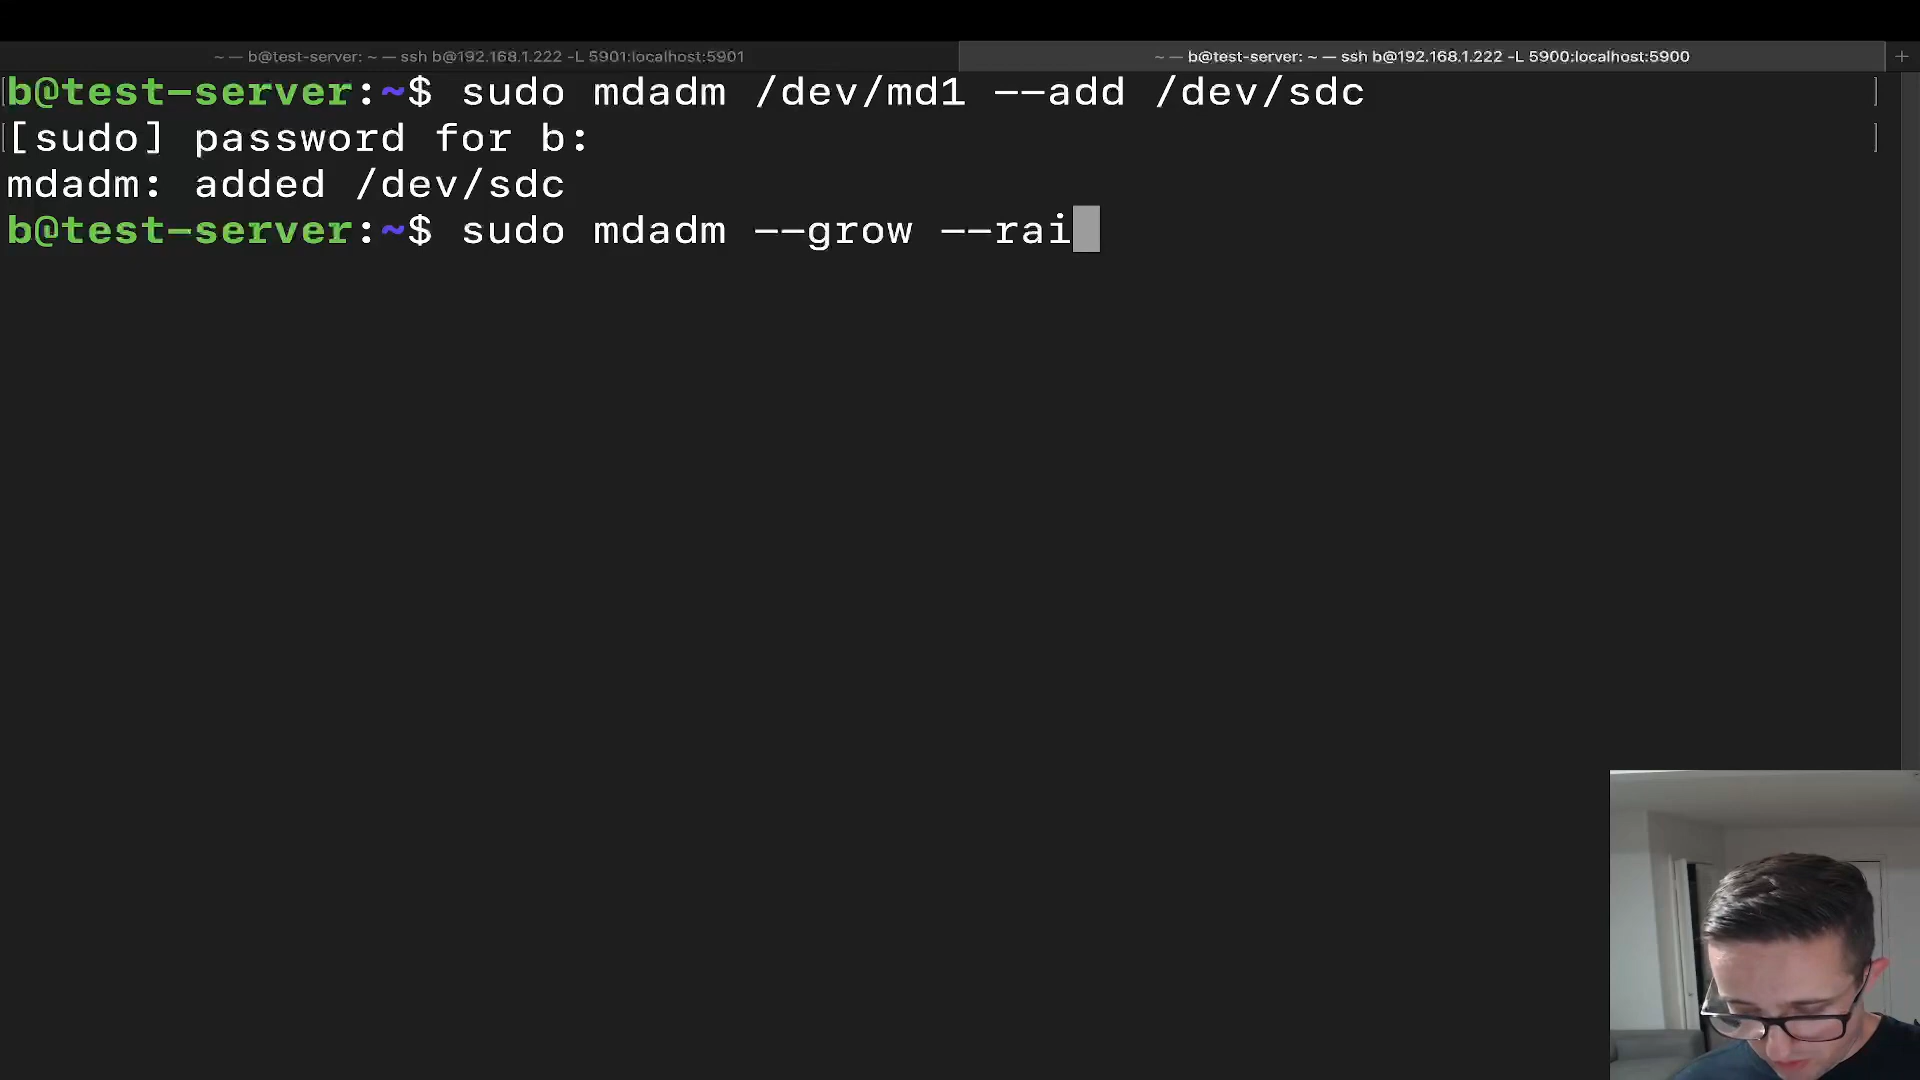 ~ — b@test-server: ~ — ssh b@192.168.1.222 -L 5901:localhost:5901
~ — b@test-server: ~ — ssh b@192.168.1.222 -L 5900:localhost:5900
b@test-server:~$ sudo mdadm /dev/md1 --add /dev/sdc
[sudo] password for b:
mdadm: added /dev/sdc
b@test-server:~$ sudo mdadm --grow --rai